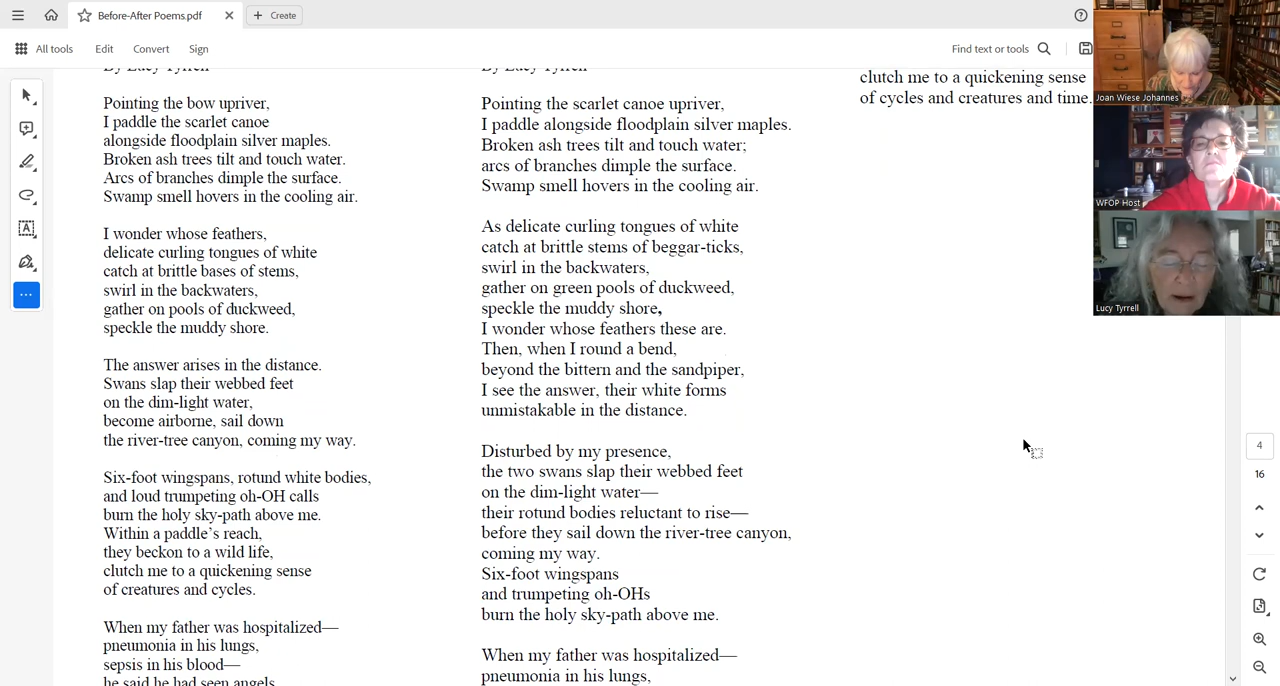 Before-After Poems.pdf
Create
All tools
Edit
Convert
Sign
Find text or tools
By Lucy Tyrrell
Pointing the bow upriver,
I paddle the scarlet canoe
alongside floodplain silver maples.
Broken ash trees tilt and touch water.
Arcs of branches dimple the surface.
Swamp smell hovers in the cooling air.
I wonder whose feathers,
delicate curling tongues of white
catch at brittle bases of stems,
swirl in the backwaters,
gather on pools of duckweed,
speckle the muddy shore.
The answer arises in the distance.
Swans slap their webbed feet
on the dim-light water,
become airborne, sail down
the river-tree canyon, coming my way.
Six-foot wingspans, rotund white bodies,
and loud trumpeting oh-OH calls
burn the holy sky-path above me.
Within a paddle's reach,
they beckon to a wild life,
clutch me to a quickening sense
of creatures and cycles.
When my father was hospitalized—
pneumonia in his lungs,
sepsis in his blood—
he said he had seen angels
By Lucy Tyrrell
Pointing the scarlet canoe upriver,
I paddle alongside floodplain silver maples.
Broken ash trees tilt and touch water;
arcs of branches dimple the surface.
Swamp smell hovers in the cooling air.
As delicate curling tongues of white
catch at brittle stems of beggar-ticks,
swirl in the backwaters,
gather on green pools of duckweed,
speckle the muddy shore,
I wonder whose feathers these are.
Then, when I round a bend,
beyond the bittern and the sandpiper,
I see the answer, their white forms
unmistakable in the distance.
Disturbed by my presence,
the two swans slap their webbed feet
on the dim-light water—
their rotund bodies reluctant to rise—
before they sail down the river-tree canyon,
coming my way.
Six-foot wingspans
and trumpeting oh-OHs
burn the holy sky-path above me.
When my father was hospitalized—
pneumonia in his lungs,
clutch me to a quickening sense
of cycles and creatures and time.
Joan Wiese Johannes
WFOP Host
Lucy Tyrrell
4
16